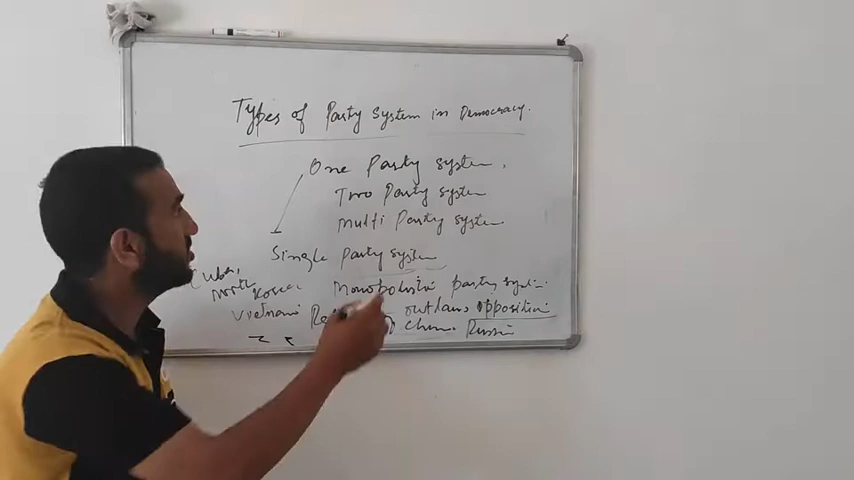 Types of Party System in Democracy.
One Party System.
Two Party System
Multi Party System
Single Party System
Cuba, Monopolistic party System
North Korea
Vietnam outlaws opposition
China Russia